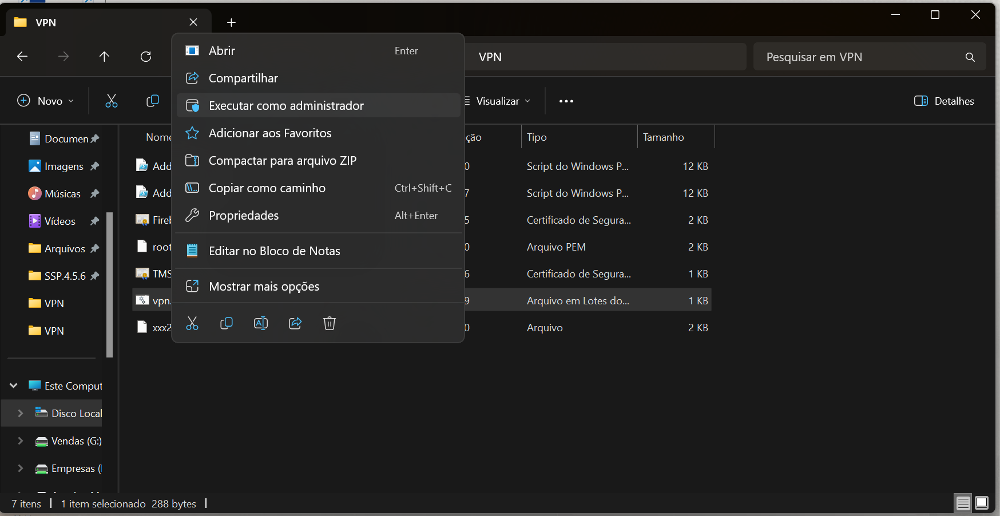 VPN
Abrir Enter
VPN
Pesquisar em VPN
Compartilhar
Novo
Executar como administrador
Visualizar
Detalhes
Adicionar aos Favoritos
Documen
Nome
ção
Tipo
Tamanho
Compactar para arquivo ZIP
Imagens
Add
0
Script do Windows P...
12 KB
Copiar como caminho Ctrl+Shift+C
Músicas
Add
7
Script do Windows P...
12 KB
Propriedades Alt+Enter
Vídeos
Fireb
5
Certificado de Segura...
2 KB
Editar no Bloco de Notas
Arquivos
root
0
Arquivo PEM
2 KB
SSP.4.5.6
TMS
6
Certificado de Segura...
1 KB
Mostrar mais opções
VPN
vpn.
9
Arquivo em Lotes do...
1 KB
VPN
xxx2
0
Arquivo
2 KB
Este Comput
Disco Local
Vendas (G:)
Empresas (
7 itens
1 item selecionado 288 bytes